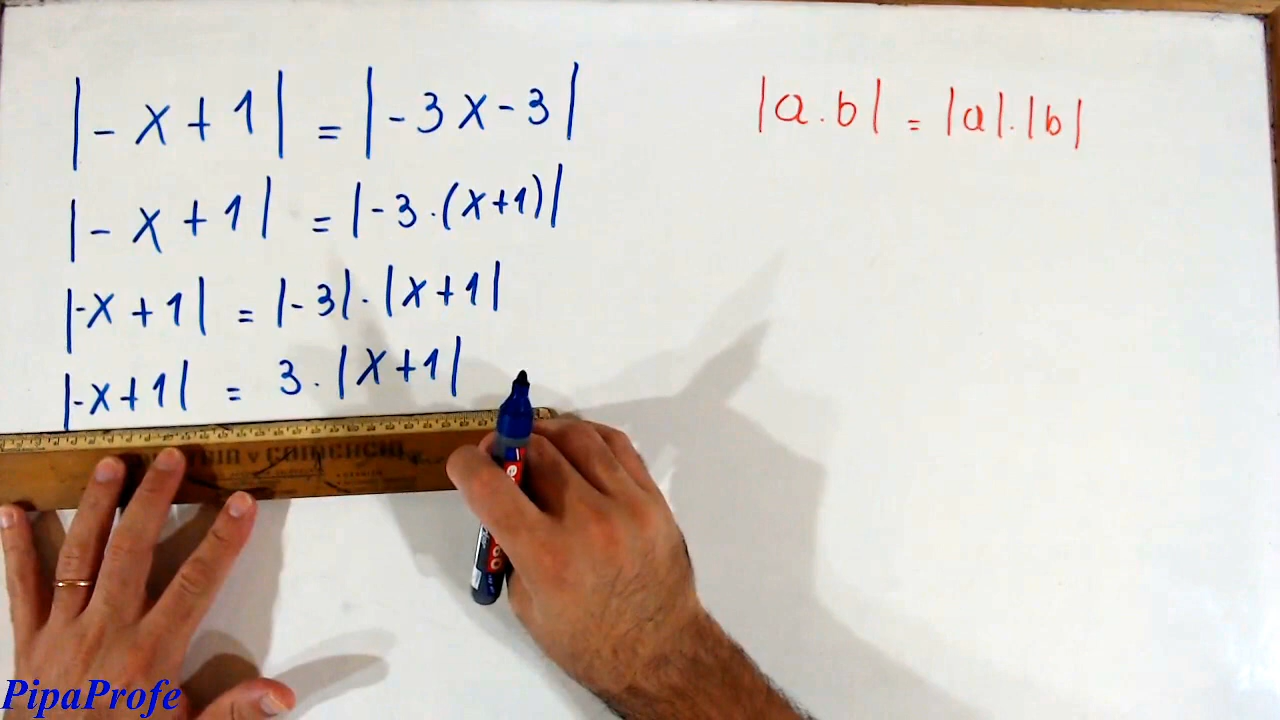 |-x+1| = |-3x-3|
|a.b| = |a|.|b|
|-x+1| = |-3.(x+1)|
|-x+1| = |-3|.|x+1|
|-x+1| = 3.|x+1|
PipaProfe